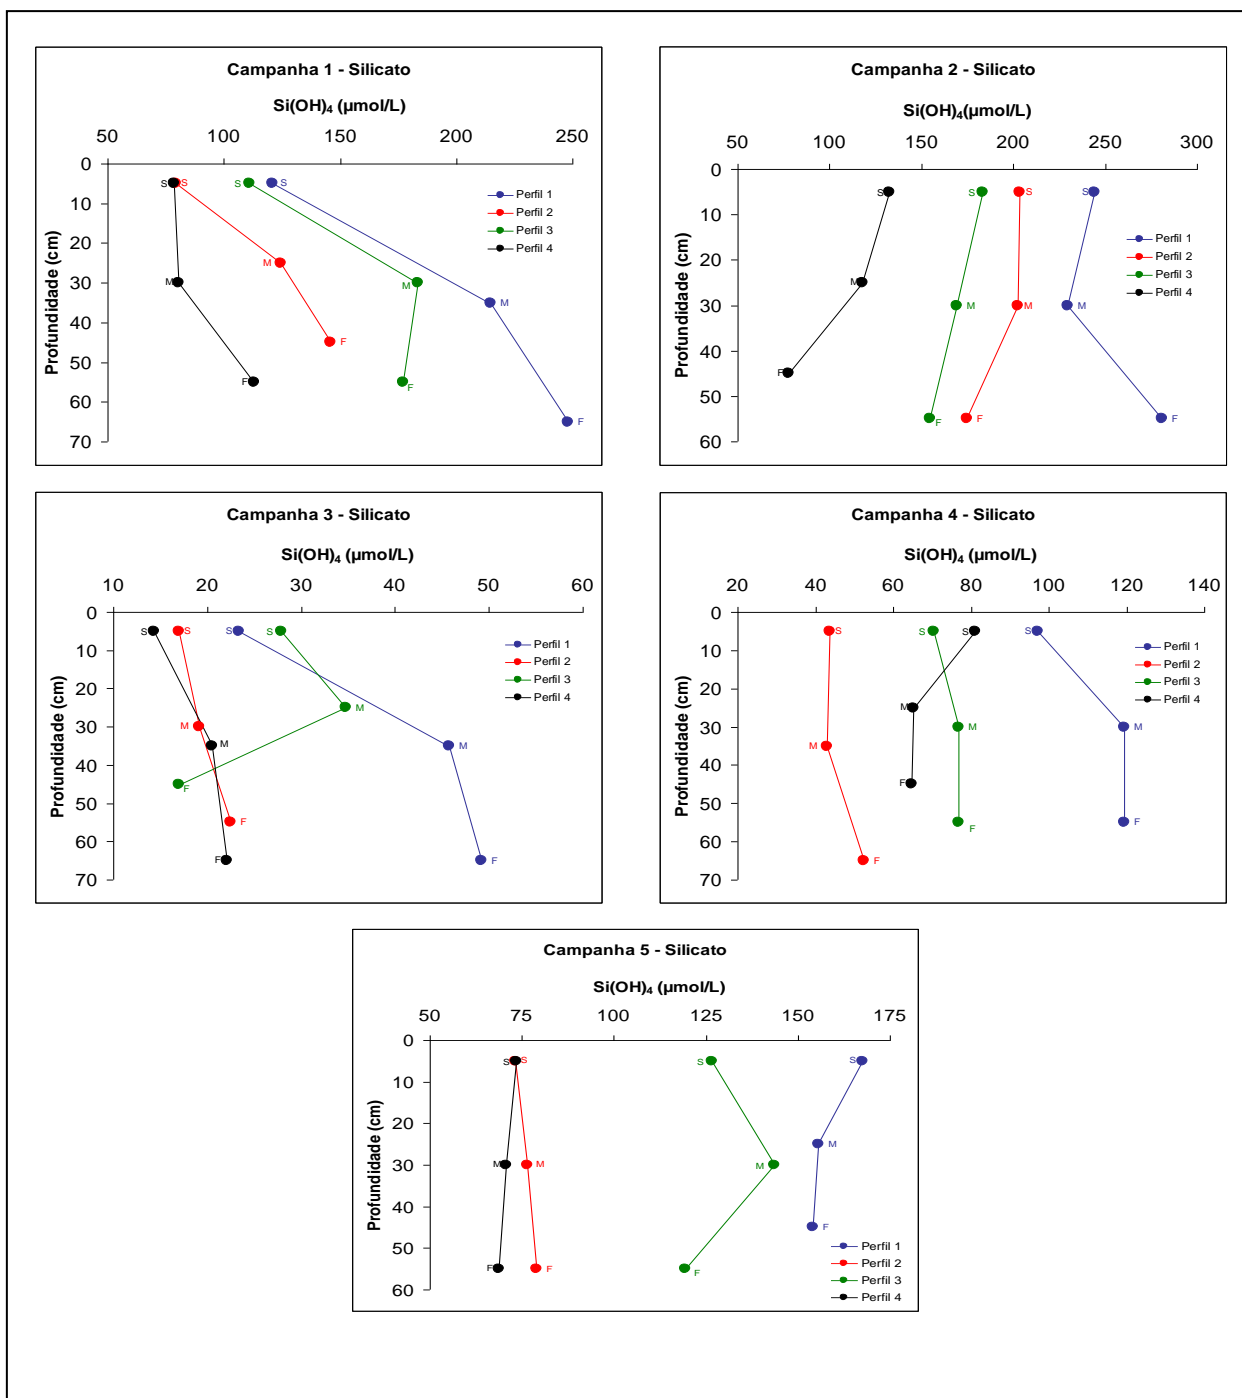 Campanha 1 - Silicato
Si(OH)₄ (µmol/L)
50 100 150 200 250
0
10
20
30
40
50
60
70
Profundidade (cm)
S S S S
M M M M
F F F F
Perfil 1
Perfil 2
Perfil 3
Perfil 4
Campanha 2 - Silicato
Si(OH)₄(µmol/L)
50 100 150 200 250 300
0
10
20
30
40
50
60
Profundidade (cm)
S S S S
M M M M
F F F F
Perfil 1
Perfil 2
Perfil 3
Perfil 4
Campanha 3 - Silicato
Si(OH)₄ (µmol/L)
10 20 30 40 50 60
0
10
20
30
40
50
60
70
Profundidade (cm)
S S S S
M M M M
F F F F
Perfil 1
Perfil 2
Perfil 3
Perfil 4
Campanha 4 - Silicato
Si(OH)₄ (µmol/L)
20 40 60 80 100 120 140
0
10
20
30
40
50
60
70
Profundidade (cm)
S S S S
M M M M
F F F F
Perfil 1
Perfil 2
Perfil 3
Perfil 4
Campanha 5 - Silicato
Si(OH)₄ (µmol/L)
50 75 100 125 150 175
0
10
20
30
40
50
60
Profundidade (cm)
S S S S
M M M M
F F F F
Perfil 1
Perfil 2
Perfil 3
Perfil 4